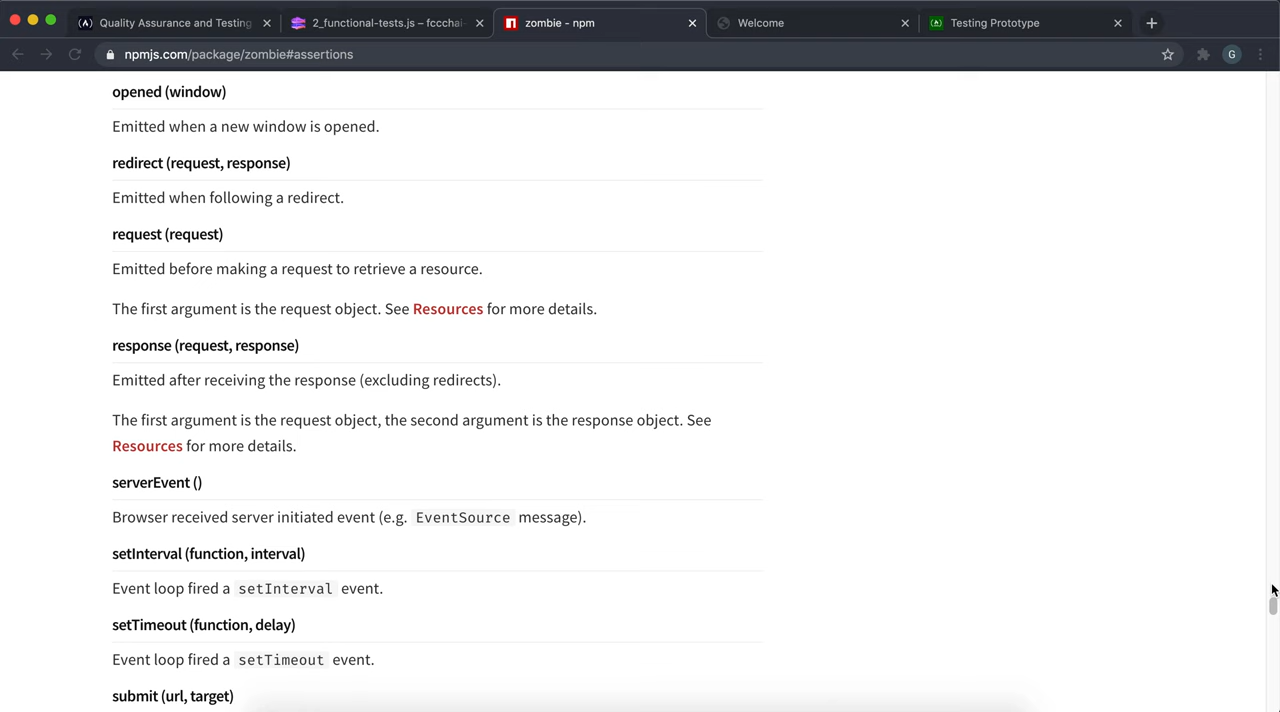 Quality Assurance and Testing
2_functional-tests.js – fccchai-
zombie - npm
Welcome
Testing Prototype
npmjs.com/package/zombie#assertions
G
opened (window)
Emitted when a new window is opened.
redirect (request, response)
Emitted when following a redirect.
request (request)
Emitted before making a request to retrieve a resource.
The first argument is the request object. See Resources for more details.
response (request, response)
Emitted after receiving the response (excluding redirects).
The first argument is the request object, the second argument is the response object. See
Resources for more details.
serverEvent ()
Browser received server initiated event (e.g. EventSource message).
setInterval (function, interval)
Event loop fired a setInterval event.
setTimeout (function, delay)
Event loop fired a setTimeout event.
submit (url, target)